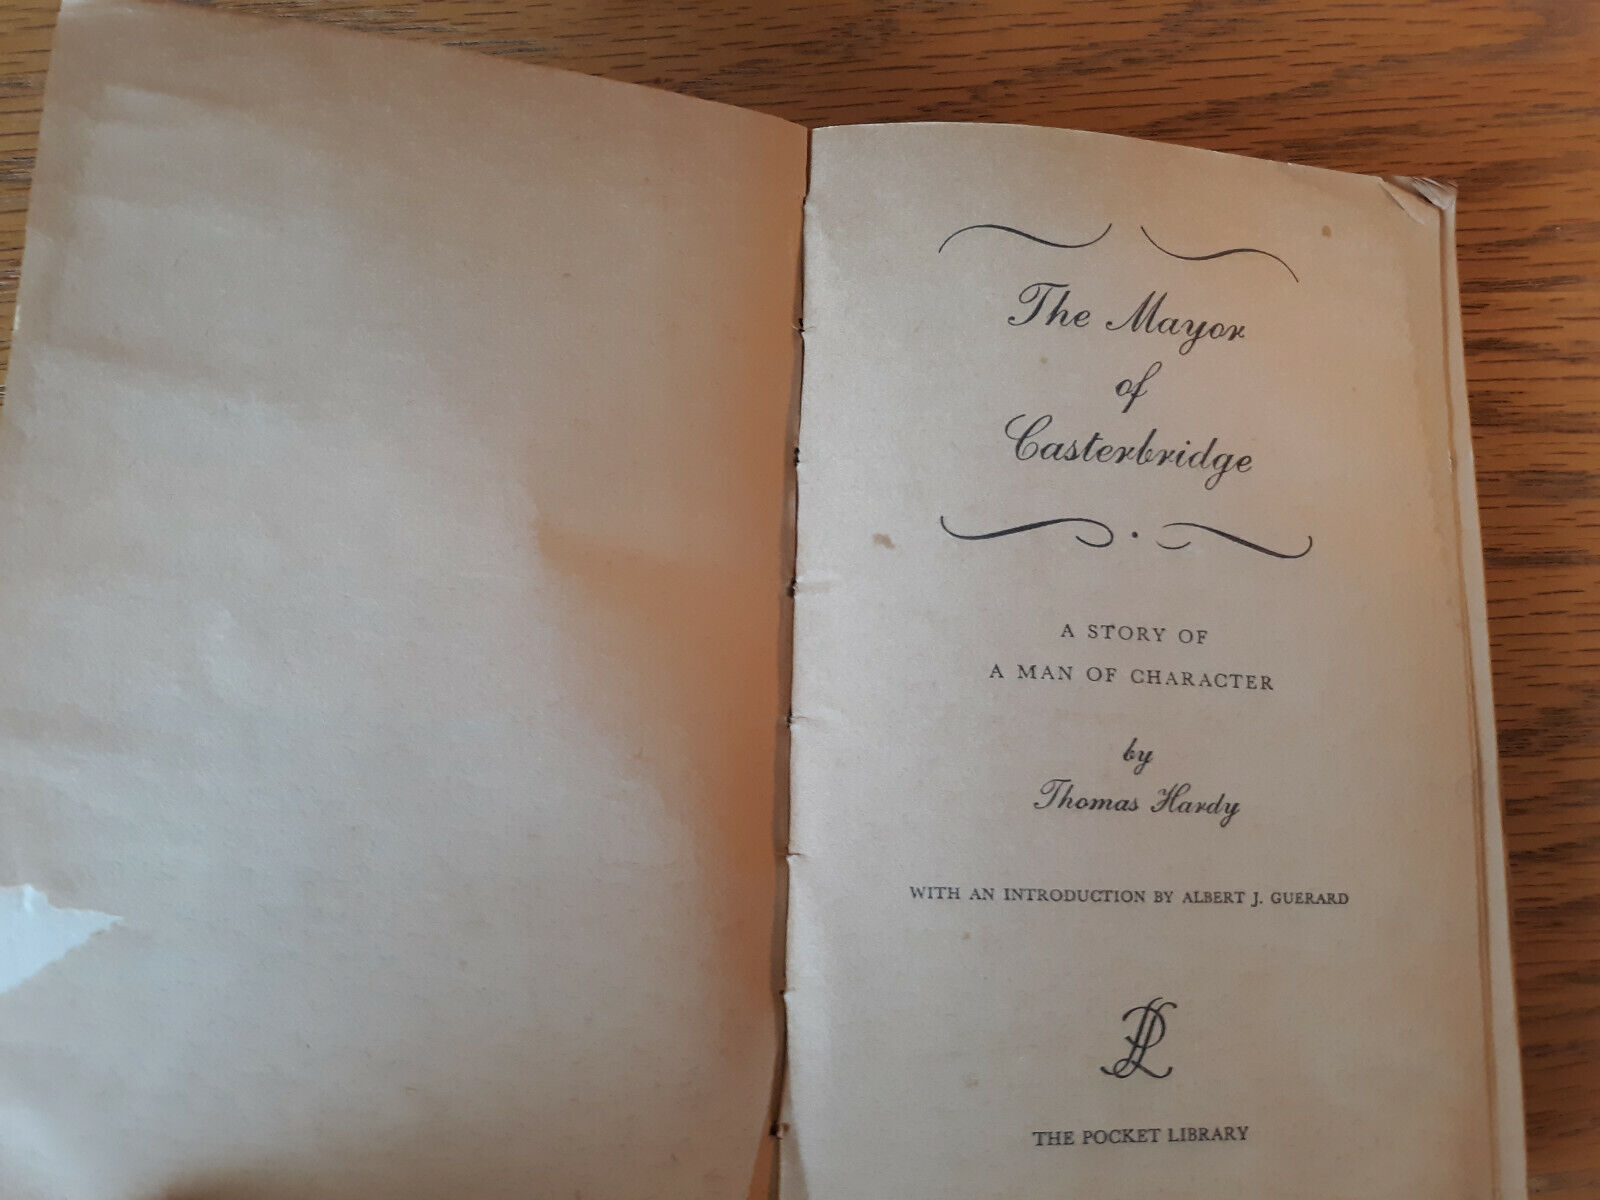 The Mayor
of
Casterbridge
A STORY OF
A MAN OF CHARACTER
by
Thomas Hardy
WITH AN INTRODUCTION BY ALBERT J. GUERARD
PL
THE POCKET LIBRARY